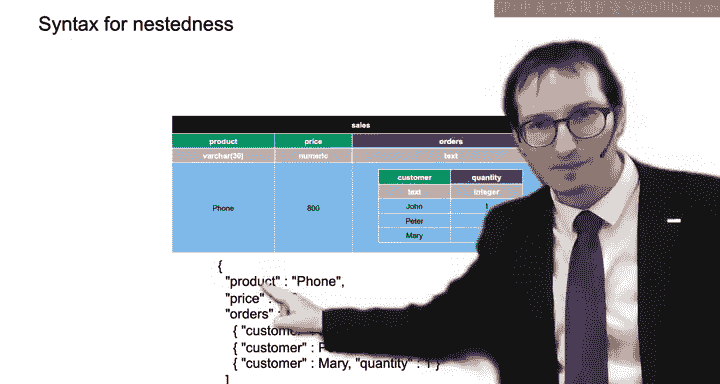 Syntax for nestedness
sales
product price orders
varchar(30) numeric text
customer quantity
text integer
Phone 800 John 1
Peter
Mary
{
"product" : "Phone",
"price" :
"orders" :
{ "customer"
{ "customer" :
{ "customer" : Mary, "quantity" : 1 }
]